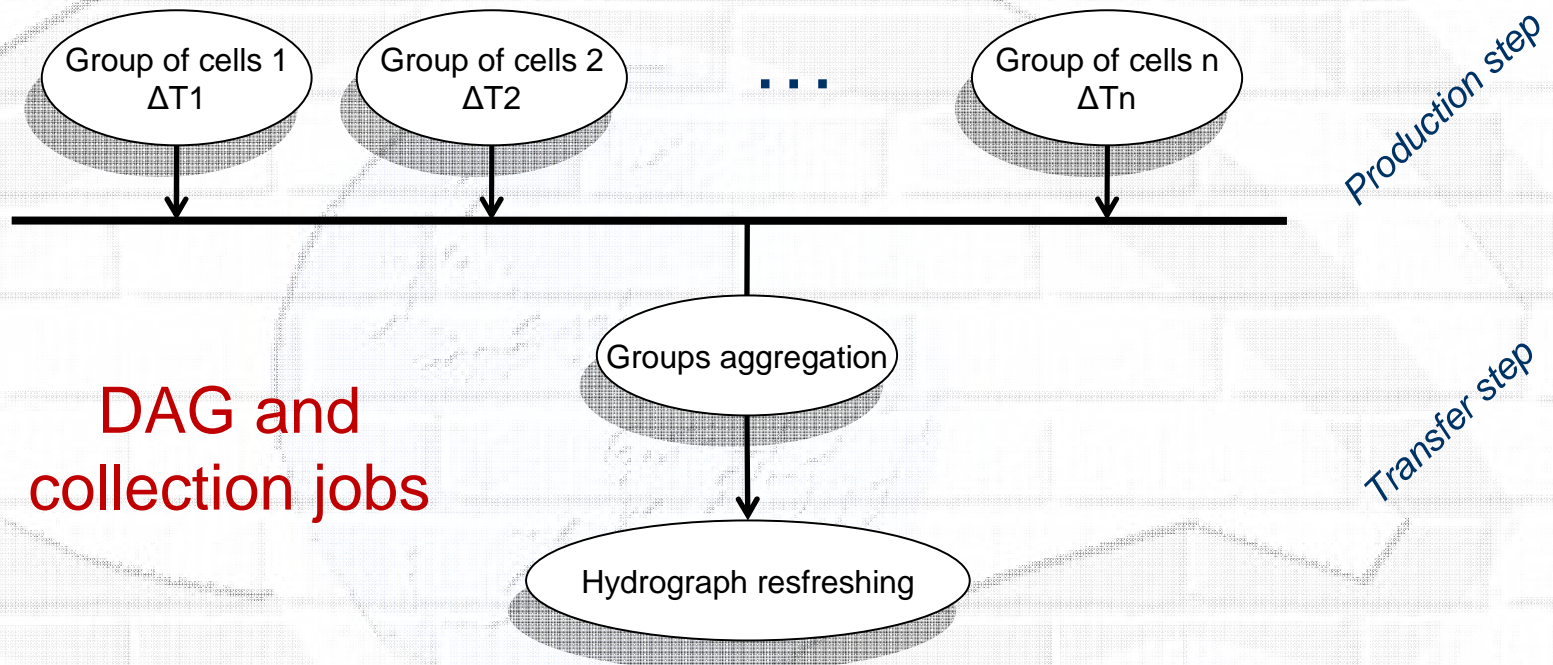 Group of cells 1
ΔT1
Group of cells 2
ΔT2
...
Group of cells n
ΔTn
Production step
Groups aggregation
DAG and
collection jobs
Transfer step
Hydrograph resfreshing